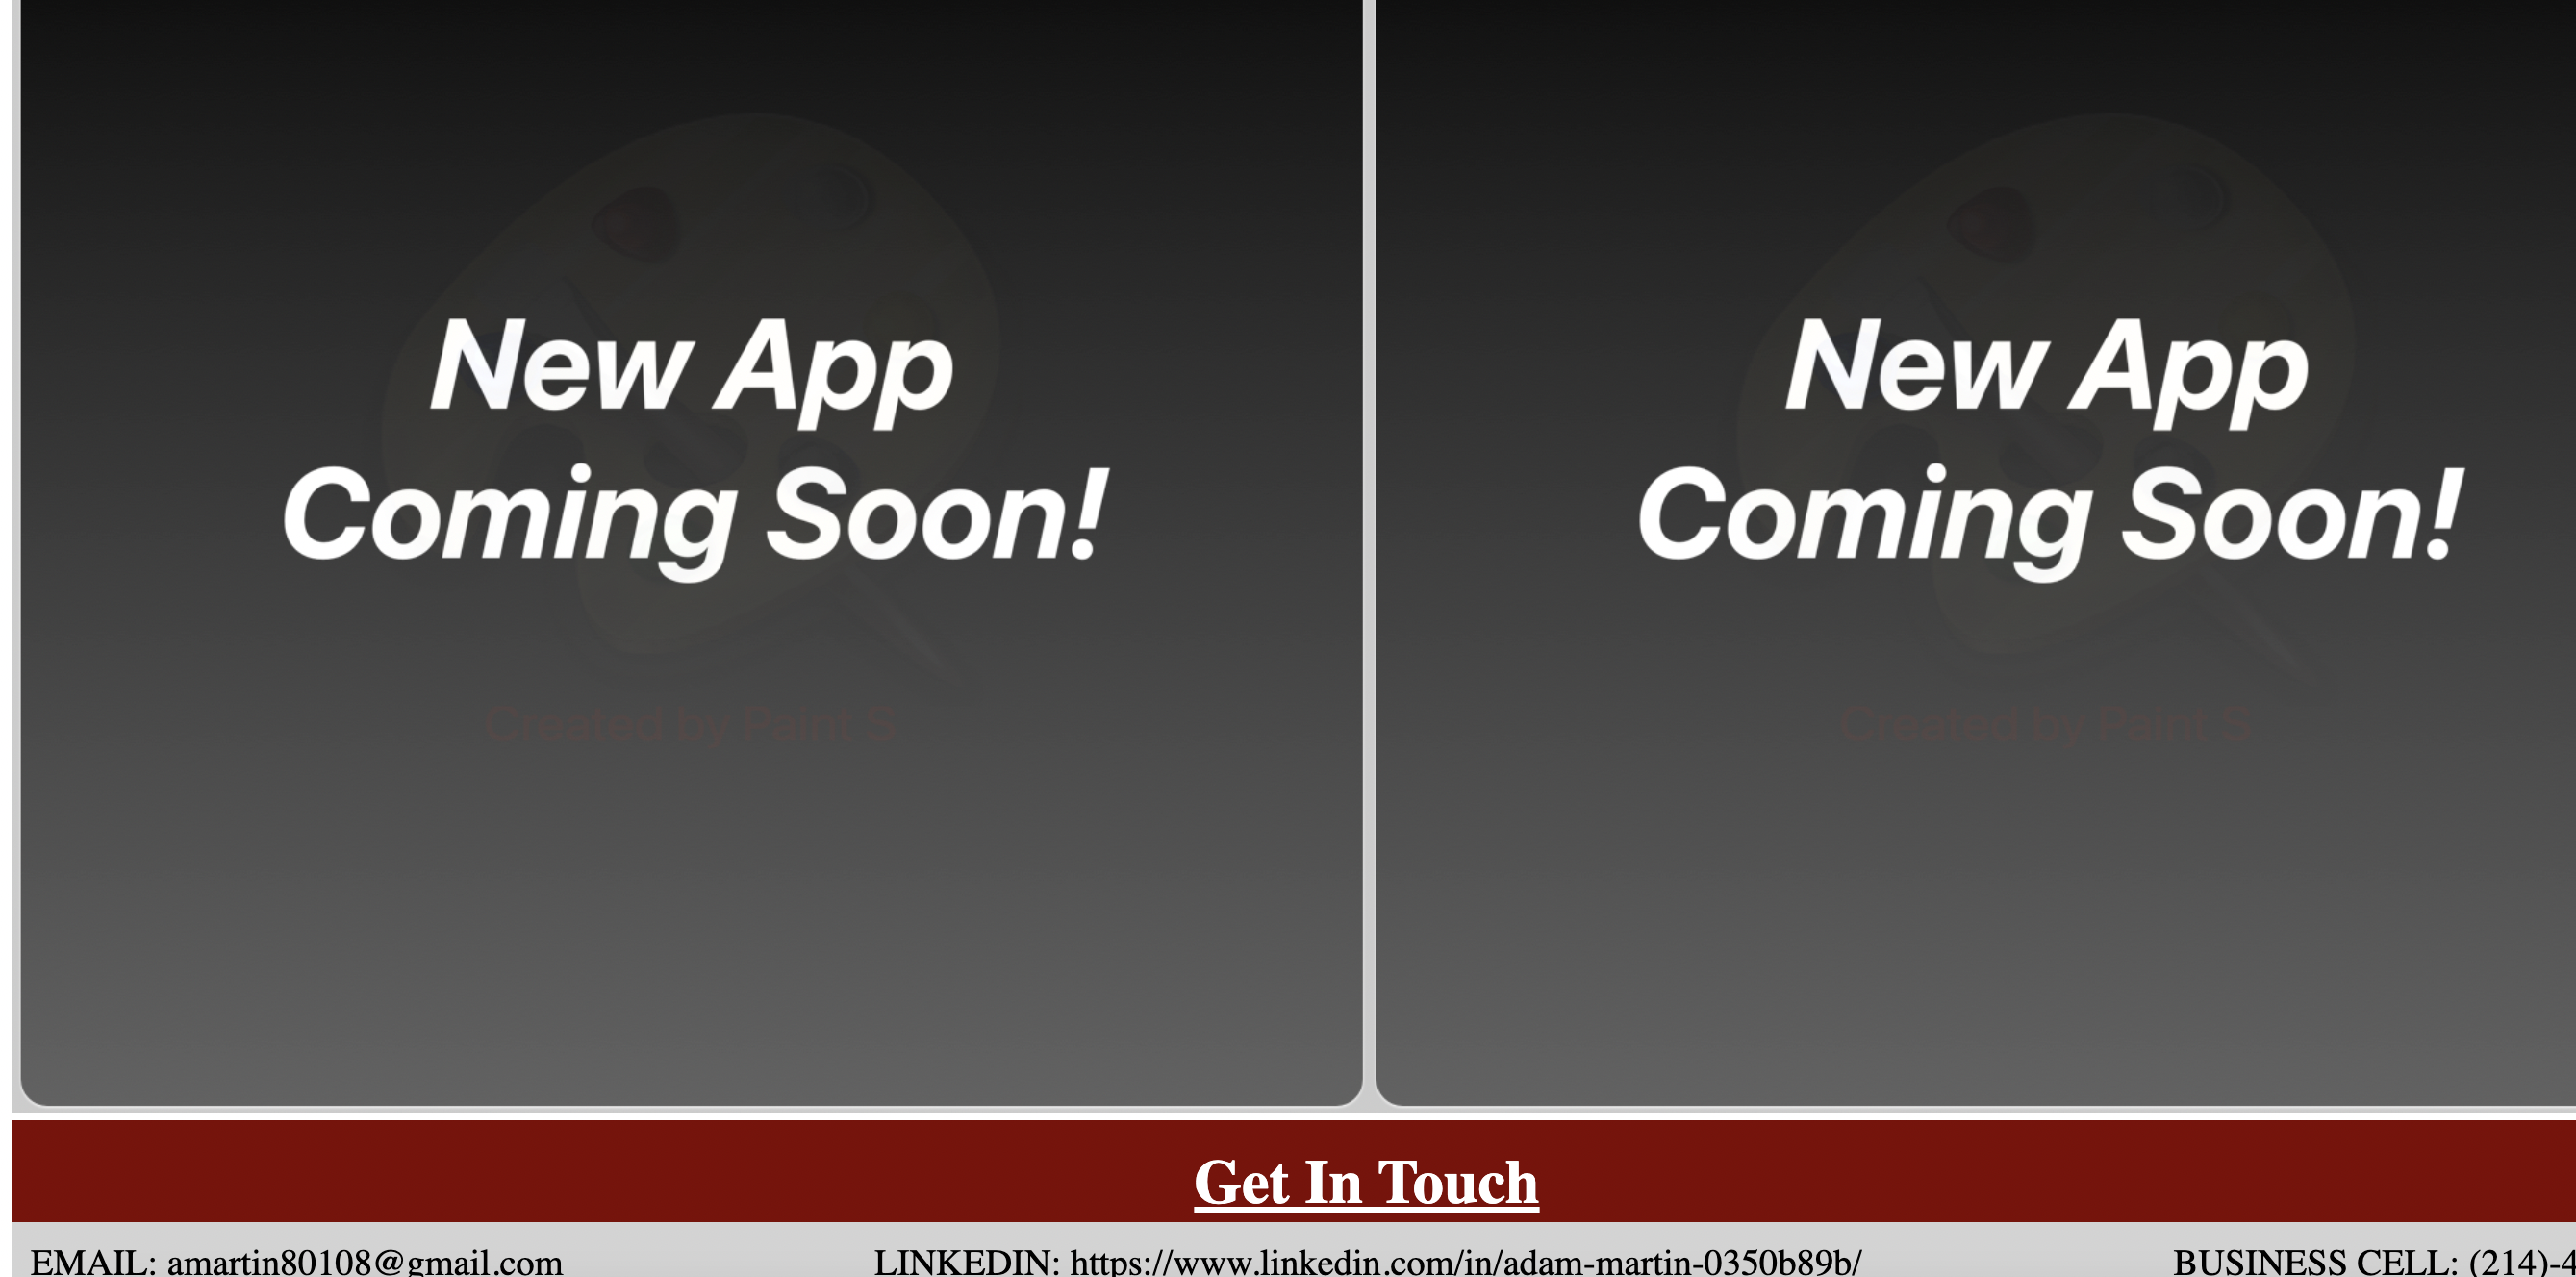 New App
Coming Soon!
Created by Paint S
New App
Coming Soon!
Created by Paint S
Get In Touch
EMAIL: amartin80108@gmail.com
LINKEDIN: https://www.linkedin.com/in/adam-martin-0350b89b/
BUSINESS CELL: (214)-4